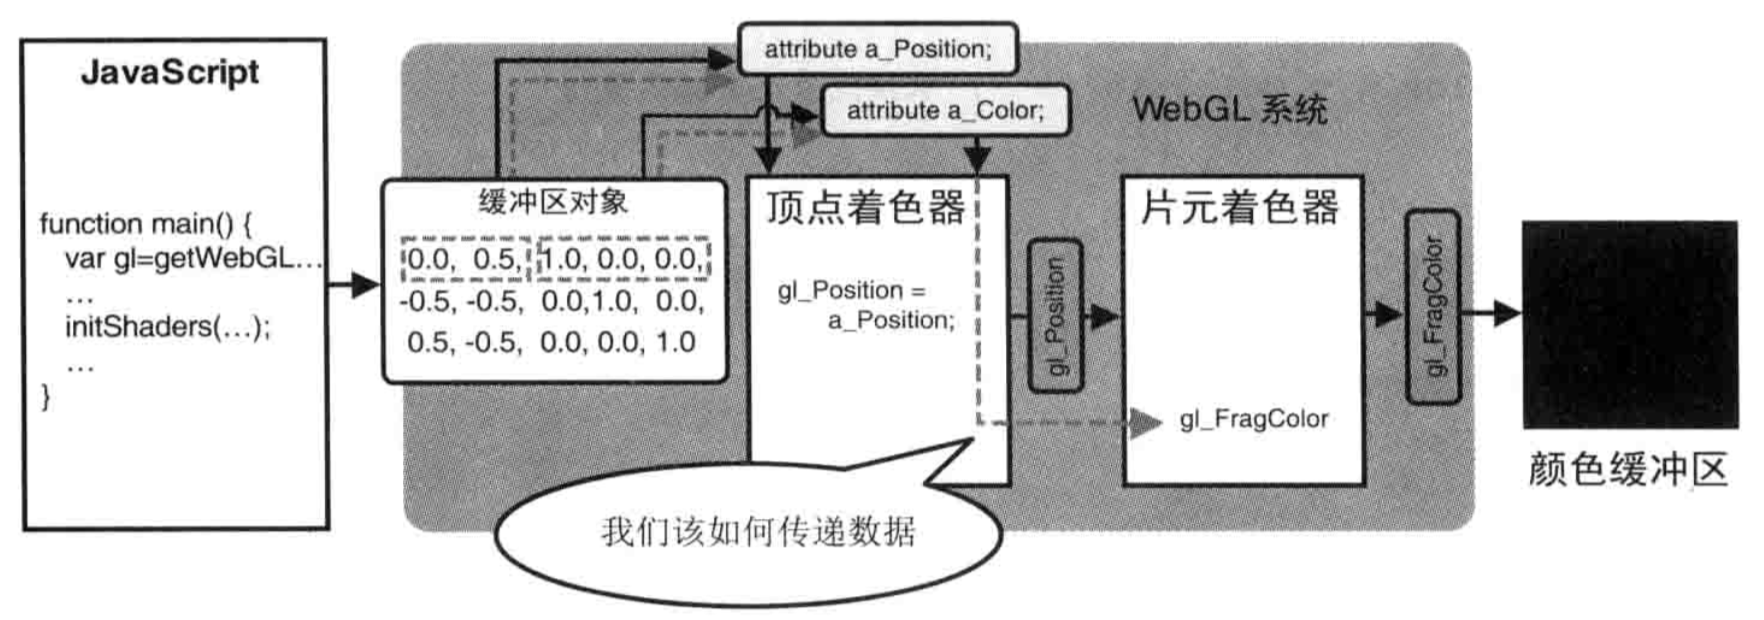 JavaScript
function main() {
var gl=getWebGL…
…
initShaders(…);
…
}
attribute a_Position;
attribute a_Color;
WebGL 系统
缓冲区对象
0.0, 0.5, 1.0, 0.0, 0.0,
-0.5, -0.5, 0.0,1.0, 0.0,
0.5, -0.5, 0.0, 0.0, 1.0
顶点着色器
gl_Position =
a_Position;
gl_Position
片元着色器
gl_FragColor
gl_FragColor
颜色缓冲区
我们该如何传递数据